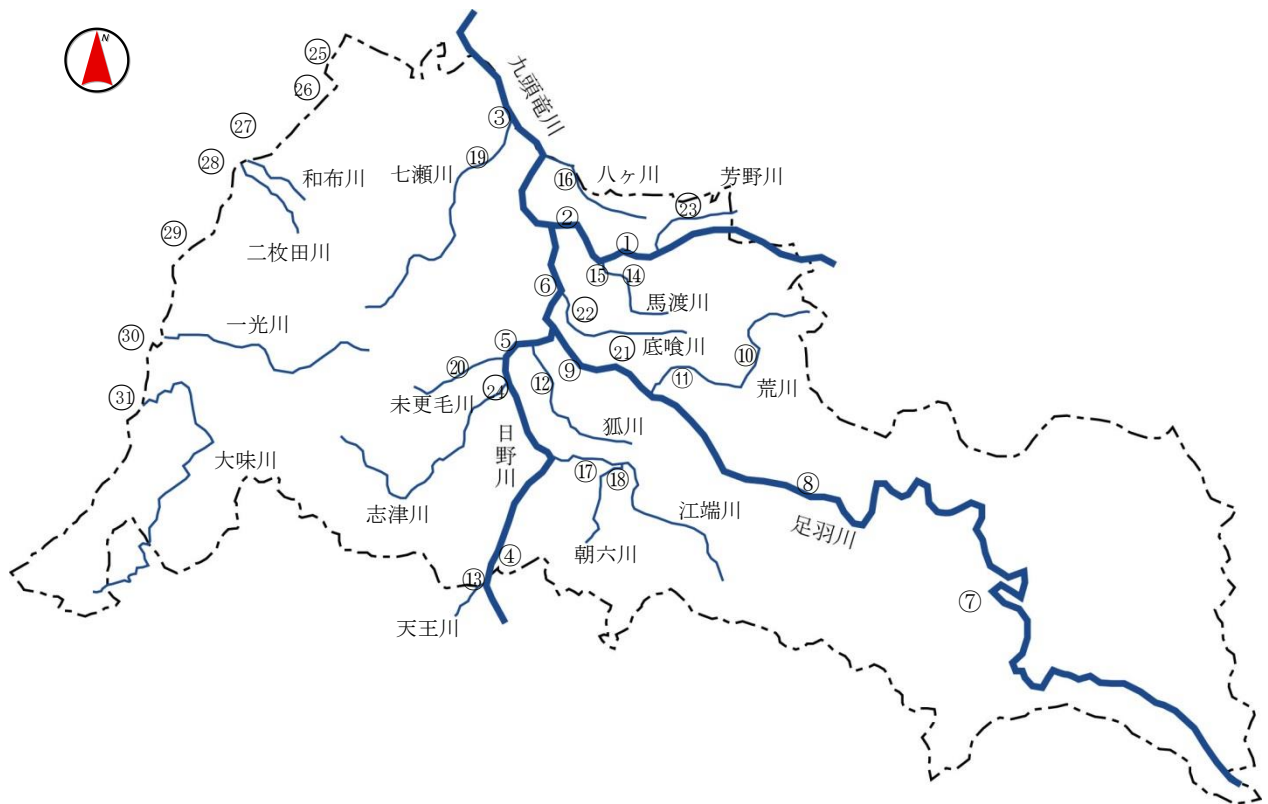 N
㉕
㉖
九頭竜川
③
㉗
㉘
和布川
七瀬川
⑲
⑯
八ヶ川
芳野川
㉓
㉙
二枚田川
②
①
⑮
⑭
馬渡川
⑥
㉒
㉚
一光川
⑤
底喰川
㉑
⑩
⑳
⑨
⑪
荒川
㉛
未更毛川
㉔
⑫
狐川
日野川
大味川
⑰
⑱
⑧
志津川
江端川
足羽川
朝六川
④
⑬
⑦
天王川